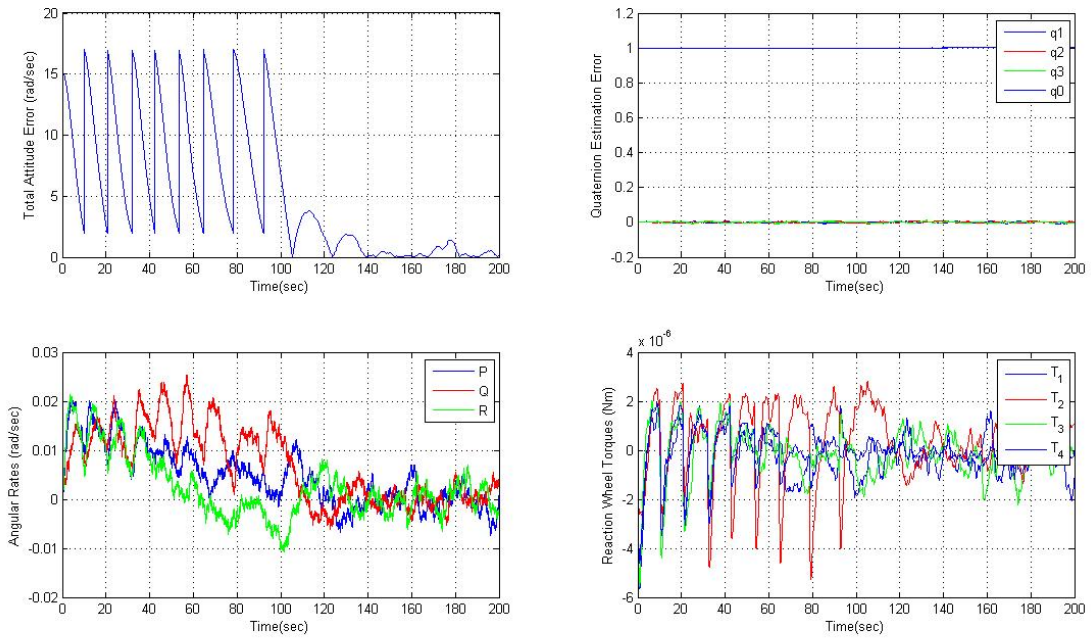 20
15
10
5
0
0 20 40 60 80 100 120 140 160 180 200
Total Attitude Error (rad/sec)
Time(sec)
1.2
1
0.8
0.6
0.4
0.2
0
-0.2
0 20 40 60 80 100 120 140 160 180 200
Quaternion Estimation Error
Time(sec)
q1
q2
q3
q0
0.03
0.02
0.01
0
-0.01
-0.02
0 20 40 60 80 100 120 140 160 180 200
Angular Rates (rad/sec)
Time(sec)
P
Q
R
x 10^-6
4
2
0
-2
-4
-6
0 20 40 60 80 100 120 140 160 180 200
Reaction Wheel Torques (Nm)
Time(sec)
T_1
T_2
T_3
T_4